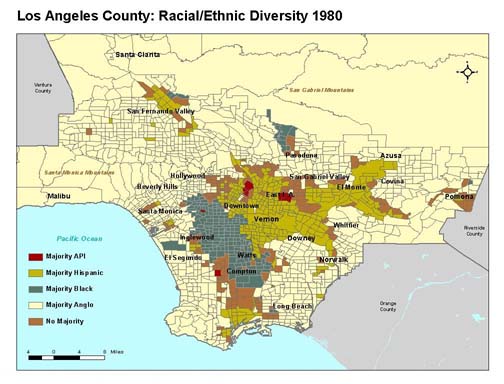 Los Angeles County: Racial/Ethnic Diversity 1980
Santa Clarita
Ventura
County
San Gabriel Mountains
San Fernando Valley
Pasadena
Azusa
Santa Monica Mountains
Hollywood
San Gabriel Valley
Covina
Beverly Hills
East L.A.
El Monte
Malibu
Downtown
Pomona
Santa Monica
Vernon
Whittier
Riverside
County
Pacific Ocean
Inglewood
Downey
El Segundo
Watts
Norwalk
Compton
Majority API
Majority Hispanic
Majority Black
Majority Anglo
No Majority
Long Beach
Orange
County
4 0 4 8 Miles